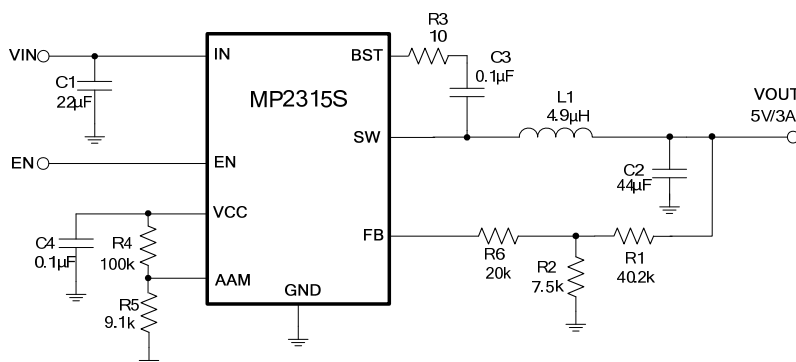 R3
10
VIN
IN
BST
C3
0.1µF
C1
22µF
MP2315S
L1
4.9µH
VOUT
5V/3A
SW
EN
EN
C2
44µF
VCC
FB
C4
0.1µF
R4
100k
R6
20k
R2
7.5k
R1
40.2k
AAM
GND
R5
9.1k